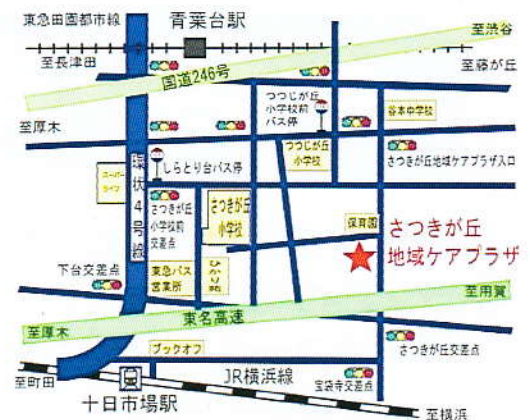 東急田園都市線
青葉台駅
至渋谷
至長津田
国道246号
至藤が丘
つつじが丘
小学校前
バス停
谷本中学校
至厚木
しらとり台バス停
つつじが丘
小学校
さつきが丘地域ケアプラザ入口
スーパー
ライフ
環状4号線
さつきが丘
小学校前
交差点
さつきが丘
小学校
保育園
さつきが丘
地域ケアプラザ
下台交差点
東急バス
営業所
至用賀
至厚木
東名高速
さつきが丘交差点
ブックオフ
至町田
JR横浜線
宝袋寺交差点
十日市場駅
至横浜